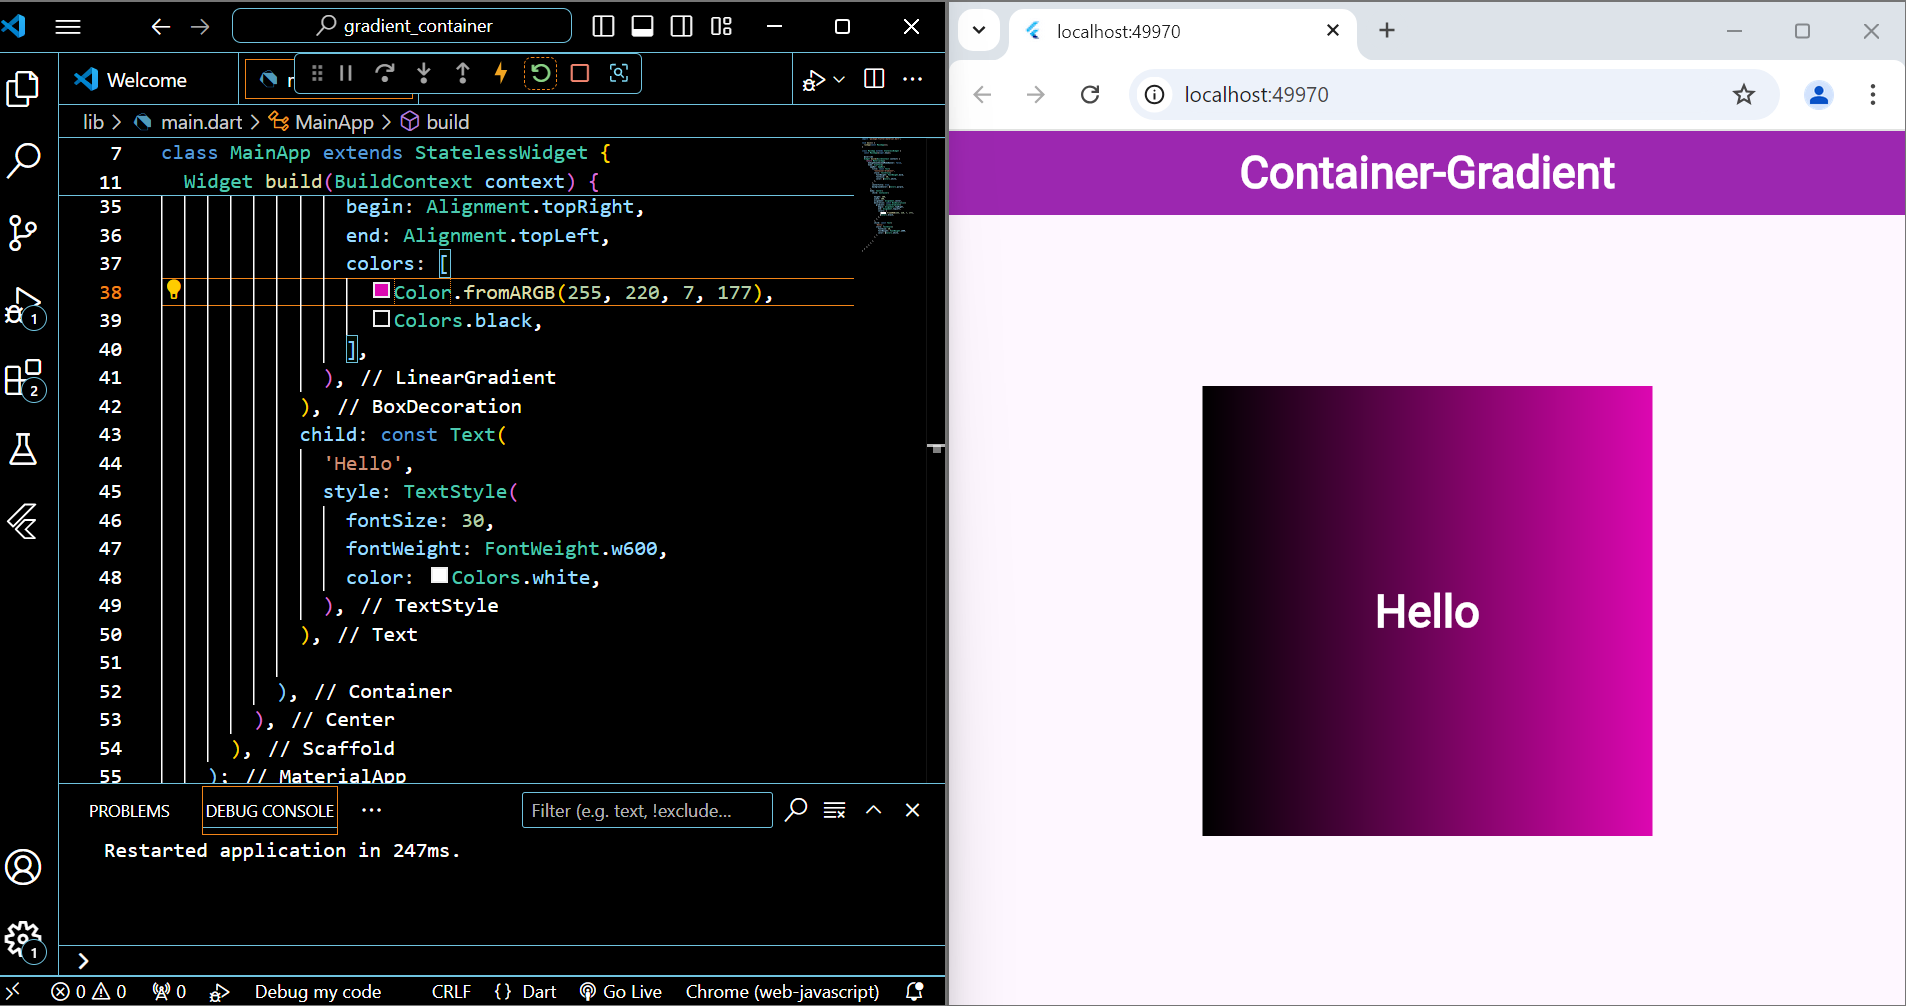 gradient_container
Welcome
lib > main.dart > MainApp > build
7 class MainApp extends StatelessWidget {
11 Widget build(BuildContext context) {
35 begin: Alignment.topRight,
36 end: Alignment.topLeft,
37 colors: [
38 Color.fromARGB(255, 220, 7, 177),
39 Colors.black,
40 ],
41 ), // LinearGradient
42 ), // BoxDecoration
43 child: const Text(
44 'Hello',
45 style: TextStyle(
46 fontSize: 30,
47 fontWeight: FontWeight.w600,
48 color: Colors.white,
49 ), // TextStyle
50 ), // Text
51
52 ), // Container
53 ), // Center
54 ), // Scaffold
55 ); // MaterialApp
1
2
1
PROBLEMS
DEBUG CONSOLE
Filter (e.g. text, !exclude...
Restarted application in 247ms.
0 0 0 Debug my code CRLF {} Dart Go Live Chrome (web-javascript)
localhost:49970
localhost:49970
Container-Gradient
Hello